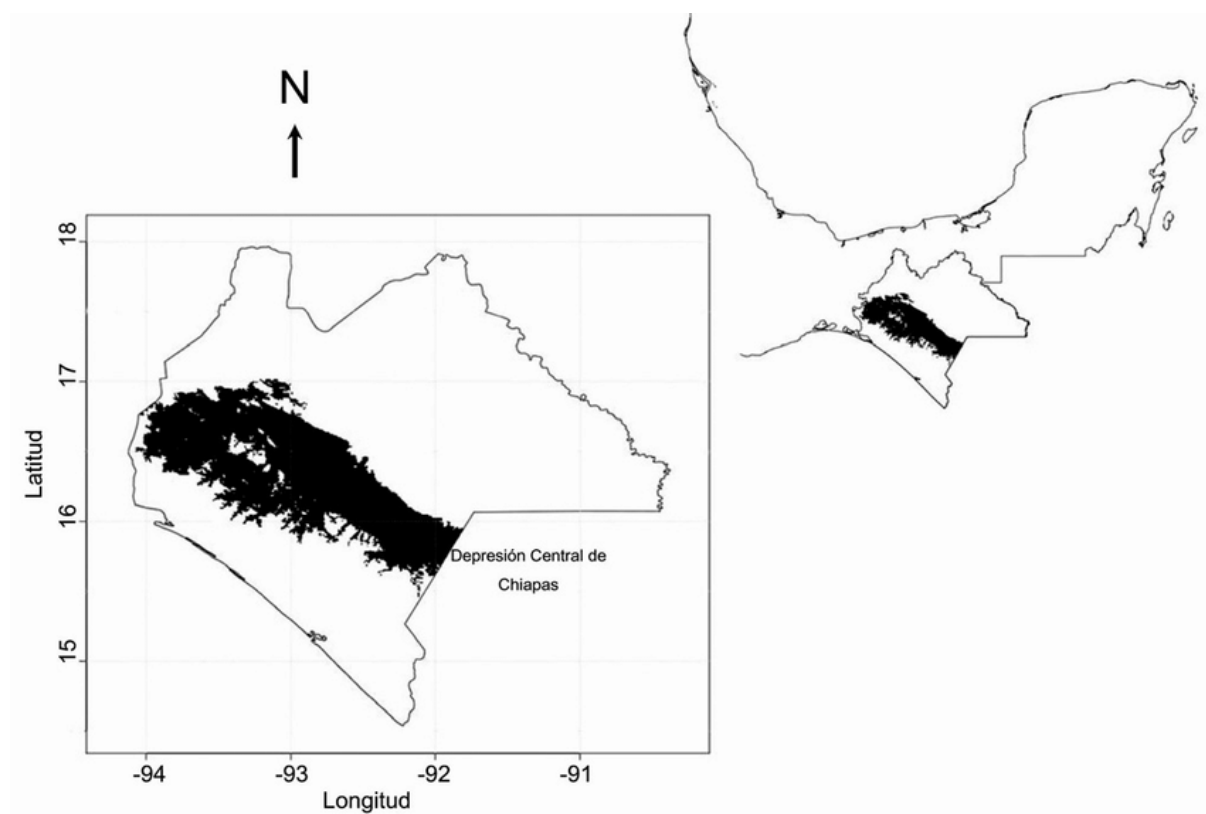 N
18
17
16
15
Latitud
Depresión Central de
Chiapas
-94
-93
-92
-91
Longitud